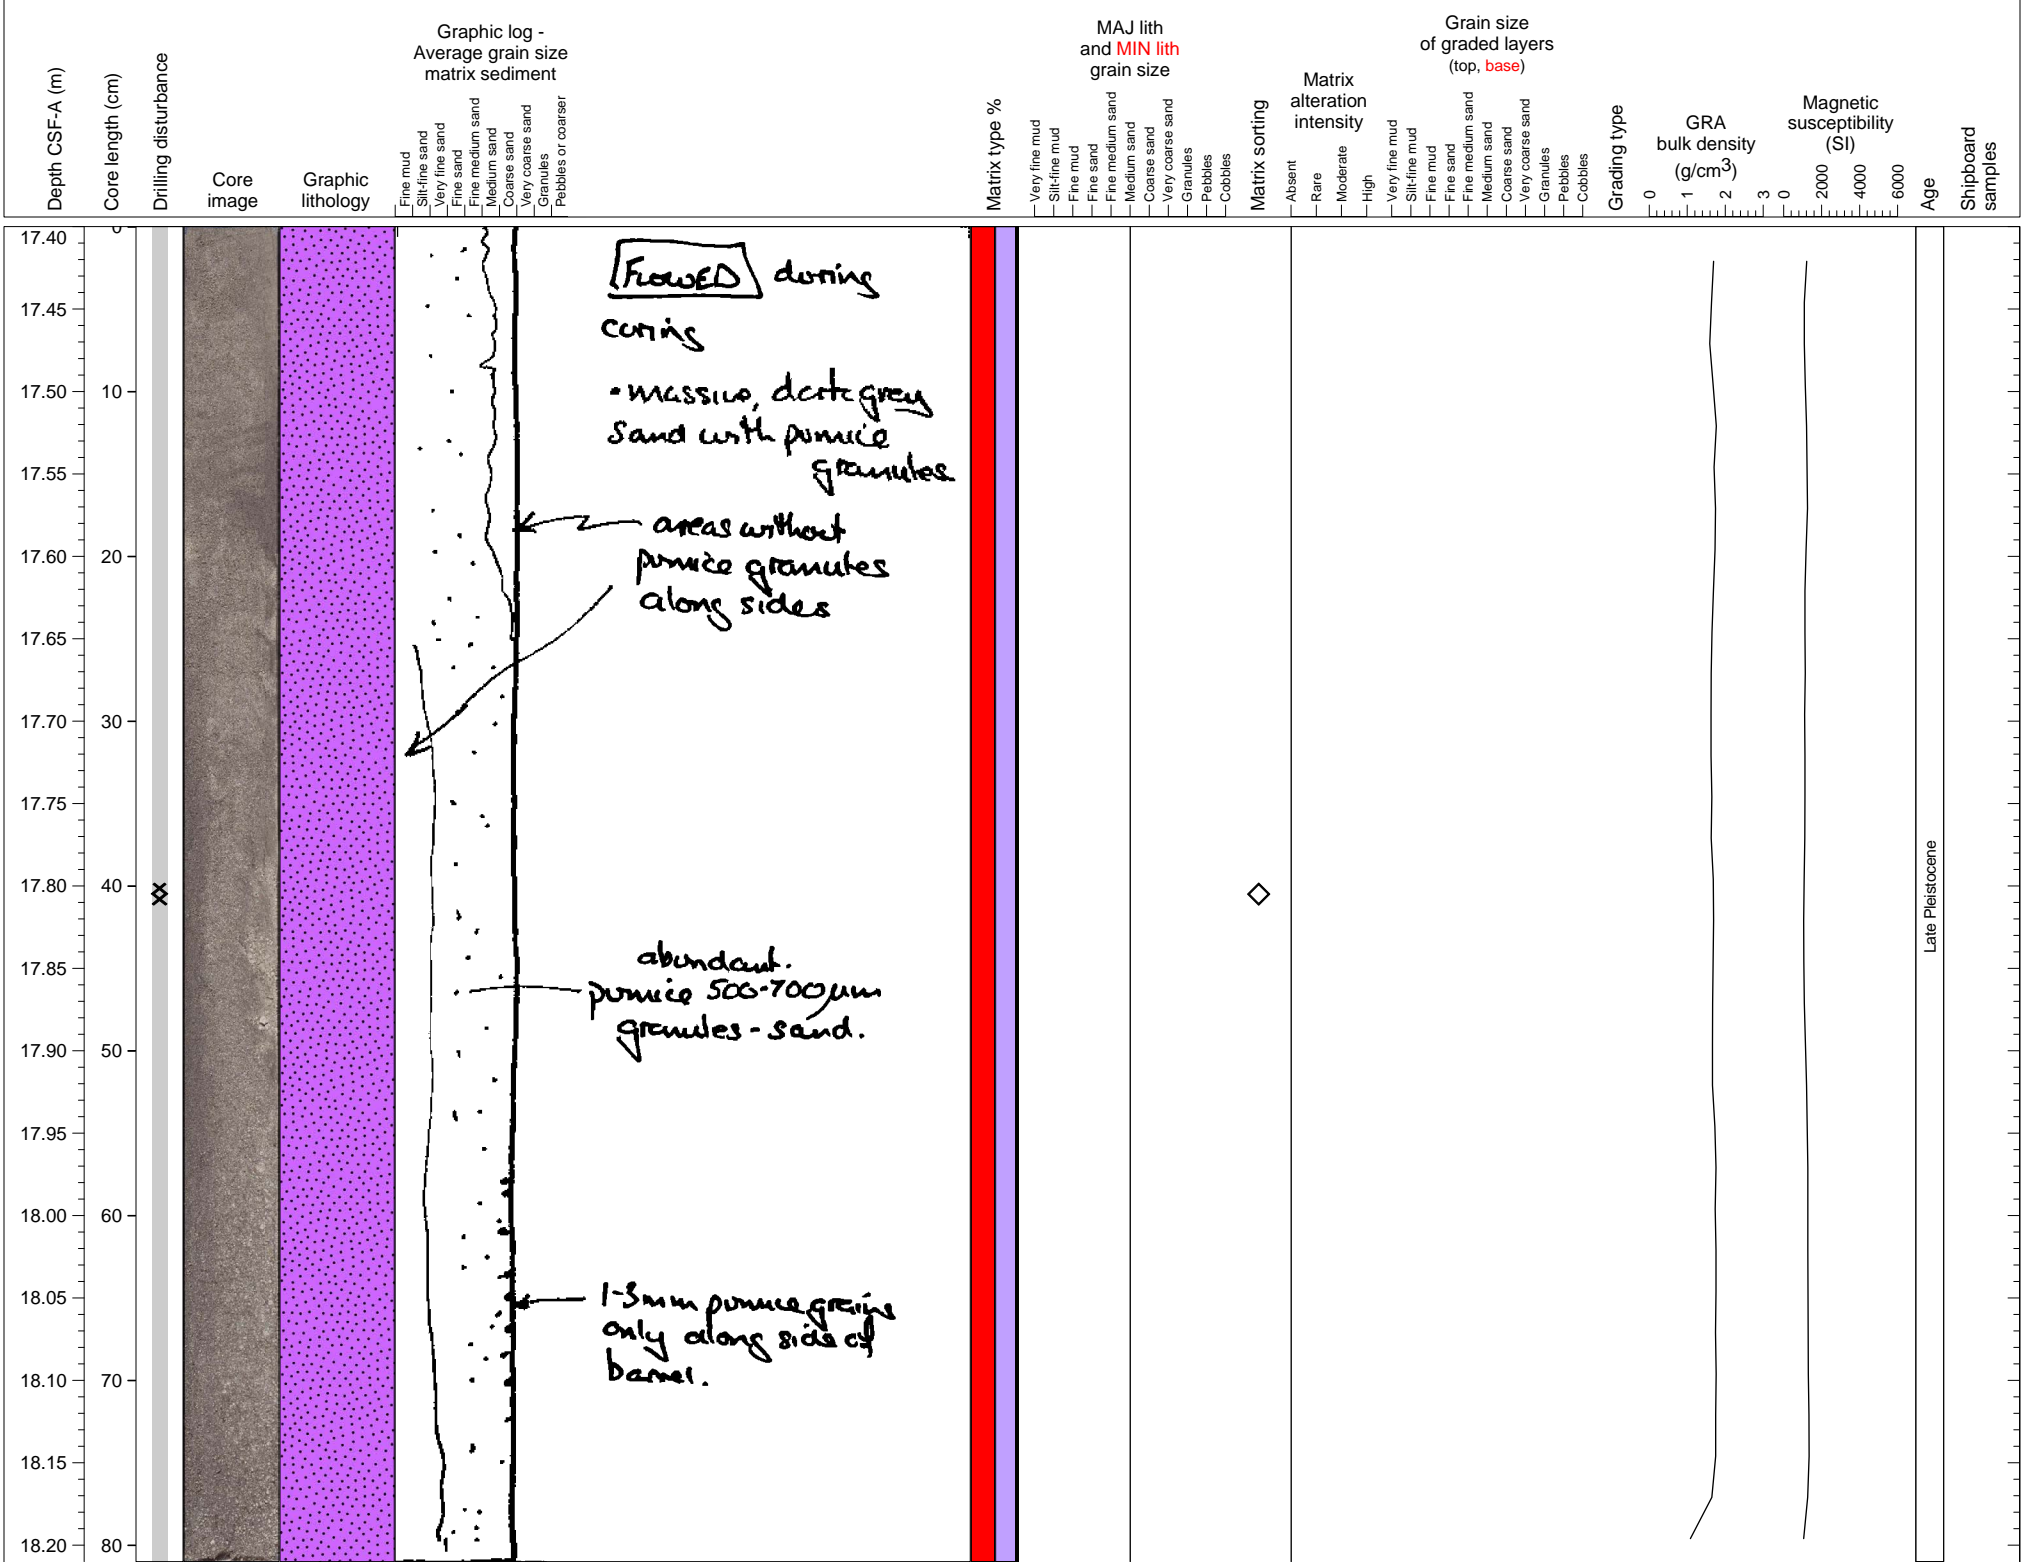 Depth CSF-A (m)
Core length (cm)
Drilling disturbance
Core
image
Graphic
lithology
Graphic log -
Average grain size
matrix sediment
Fine mud
Silt-fine sand
Very fine sand
Fine sand
Fine medium sand
Medium sand
Coarse sand
Very coarse sand
Granules
Pebbles or coarser
Matrix type %
MAJ lith
and MIN lith
grain size
Very fine mud
Silt-fine mud
Fine mud
Fine sand
Fine medium sand
Medium sand
Coarse sand
Very coarse sand
Granules
Pebbles
Cobbles
Matrix sorting
Matrix
alteration
intensity
Absent
Rare
Moderate
High
Grain size
of graded layers
(top, base)
Very fine mud
Silt-fine mud
Fine mud
Fine sand
Fine medium sand
Medium sand
Coarse sand
Very coarse sand
Granules
Pebbles
Cobbles
Grading type
GRA
bulk density
(g/cm3)
0 1 2 3
Magnetic
susceptibility
(SI)
0 2000 4000 6000
Age
Shipboard
samples
17.40 0
17.45
17.50 10
17.55
17.60 20
17.65
17.70 30
17.75
17.80 40
17.85
17.90 50
17.95
18.00 60
18.05
18.10 70
18.15
18.20 80
FLOWED during
coring
• massive, dark grey
sand with pumice
granules
areas without
pumice granules
along sides
abundant.
pumice 500-700 µm
granules - sand.
1-3mm pumice grains
only along side of
barrel.
Late Pleistocene